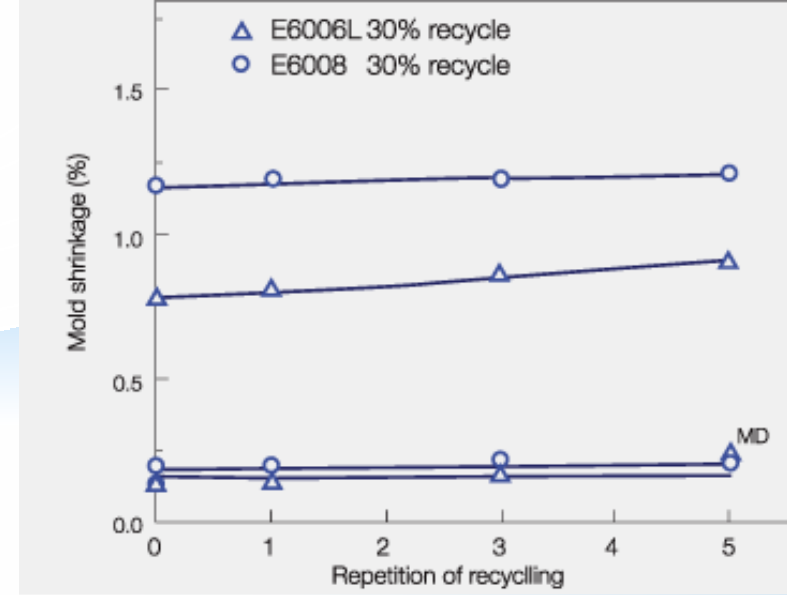 E6006L 30% recycle
E6008 30% recycle
Mold shrinkage (%)
1.5
1.0
0.5
0.0
MD
0 1 2 3 4 5
Repetition of recyclling